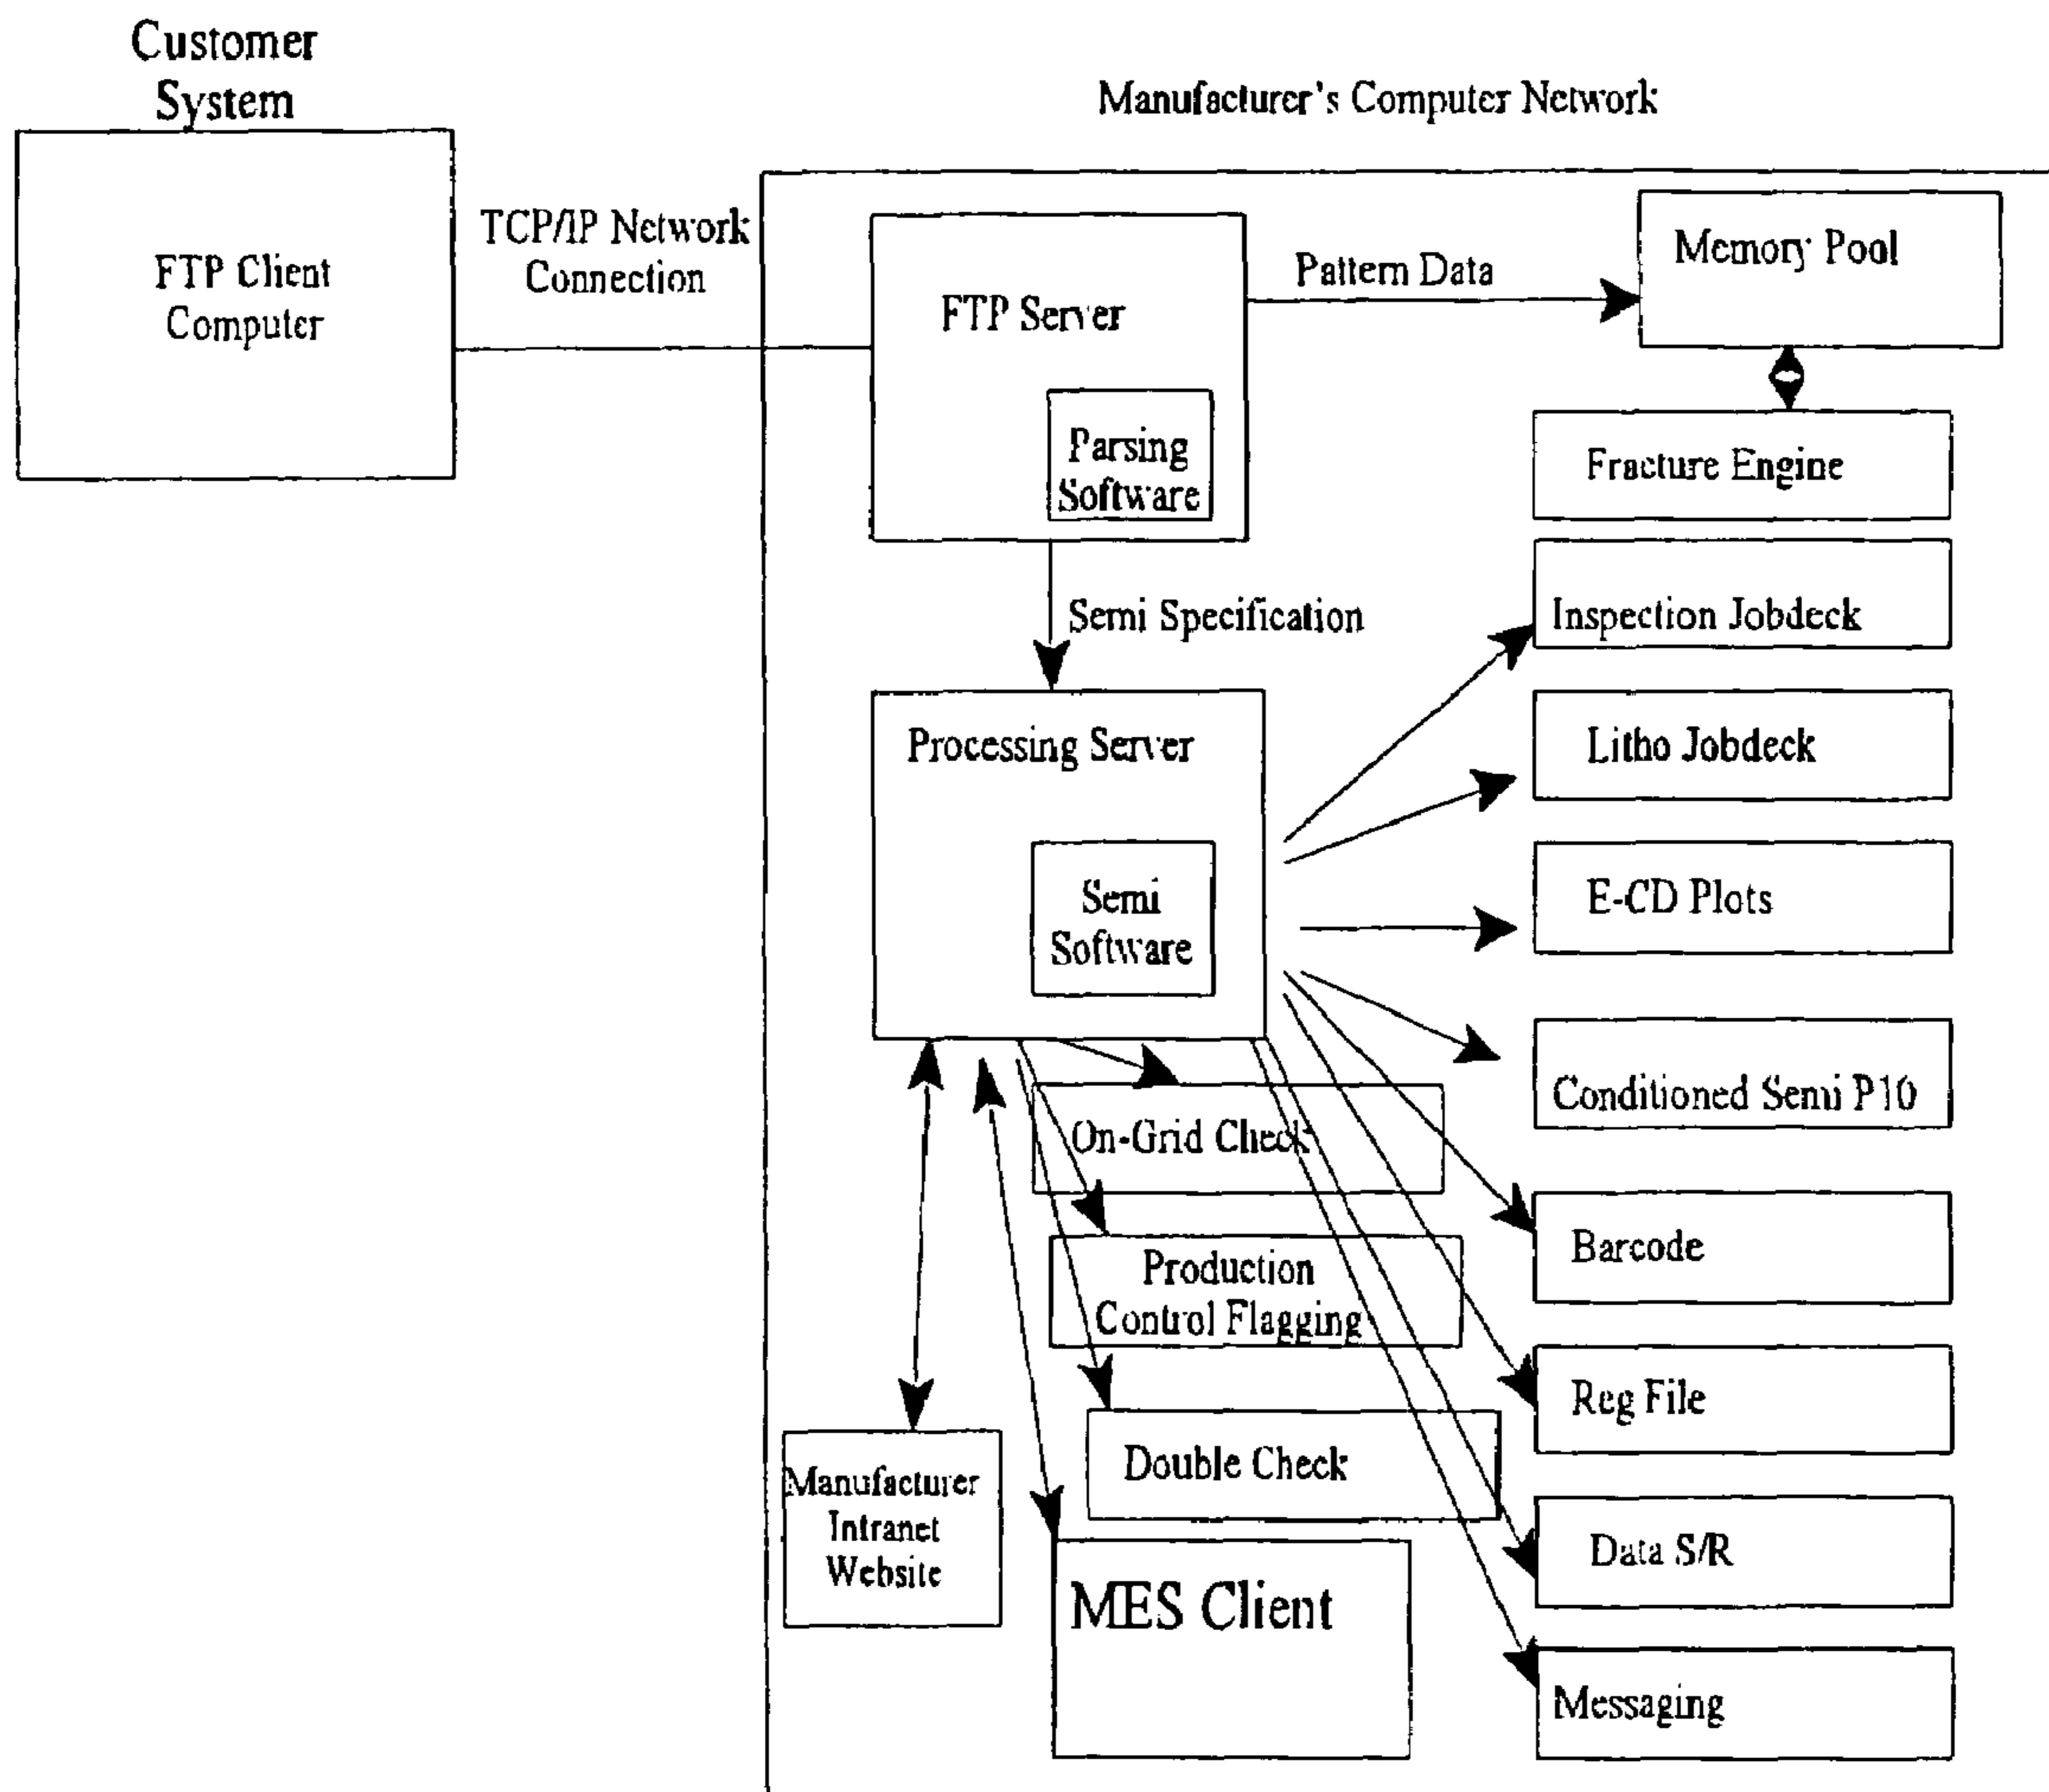 Customer
System
Manufacturer's Computer Network
FTP Client
Computer
TCP/IP Network
Connection
FTP Server
Parsing
Software
Pattern Data
Memory Pool
Fracture Engine
Semi Specification
Inspection Jobdeck
Processing Server
Litho Jobdeck
Semi
Software
E-CD Plots
Conditioned Semi P10
On-Grid Check
Barcode
Production
Control Flagging
Reg File
Double Check
Manufacturer
Intranet
Website
Data S/R
MES Client
Messaging